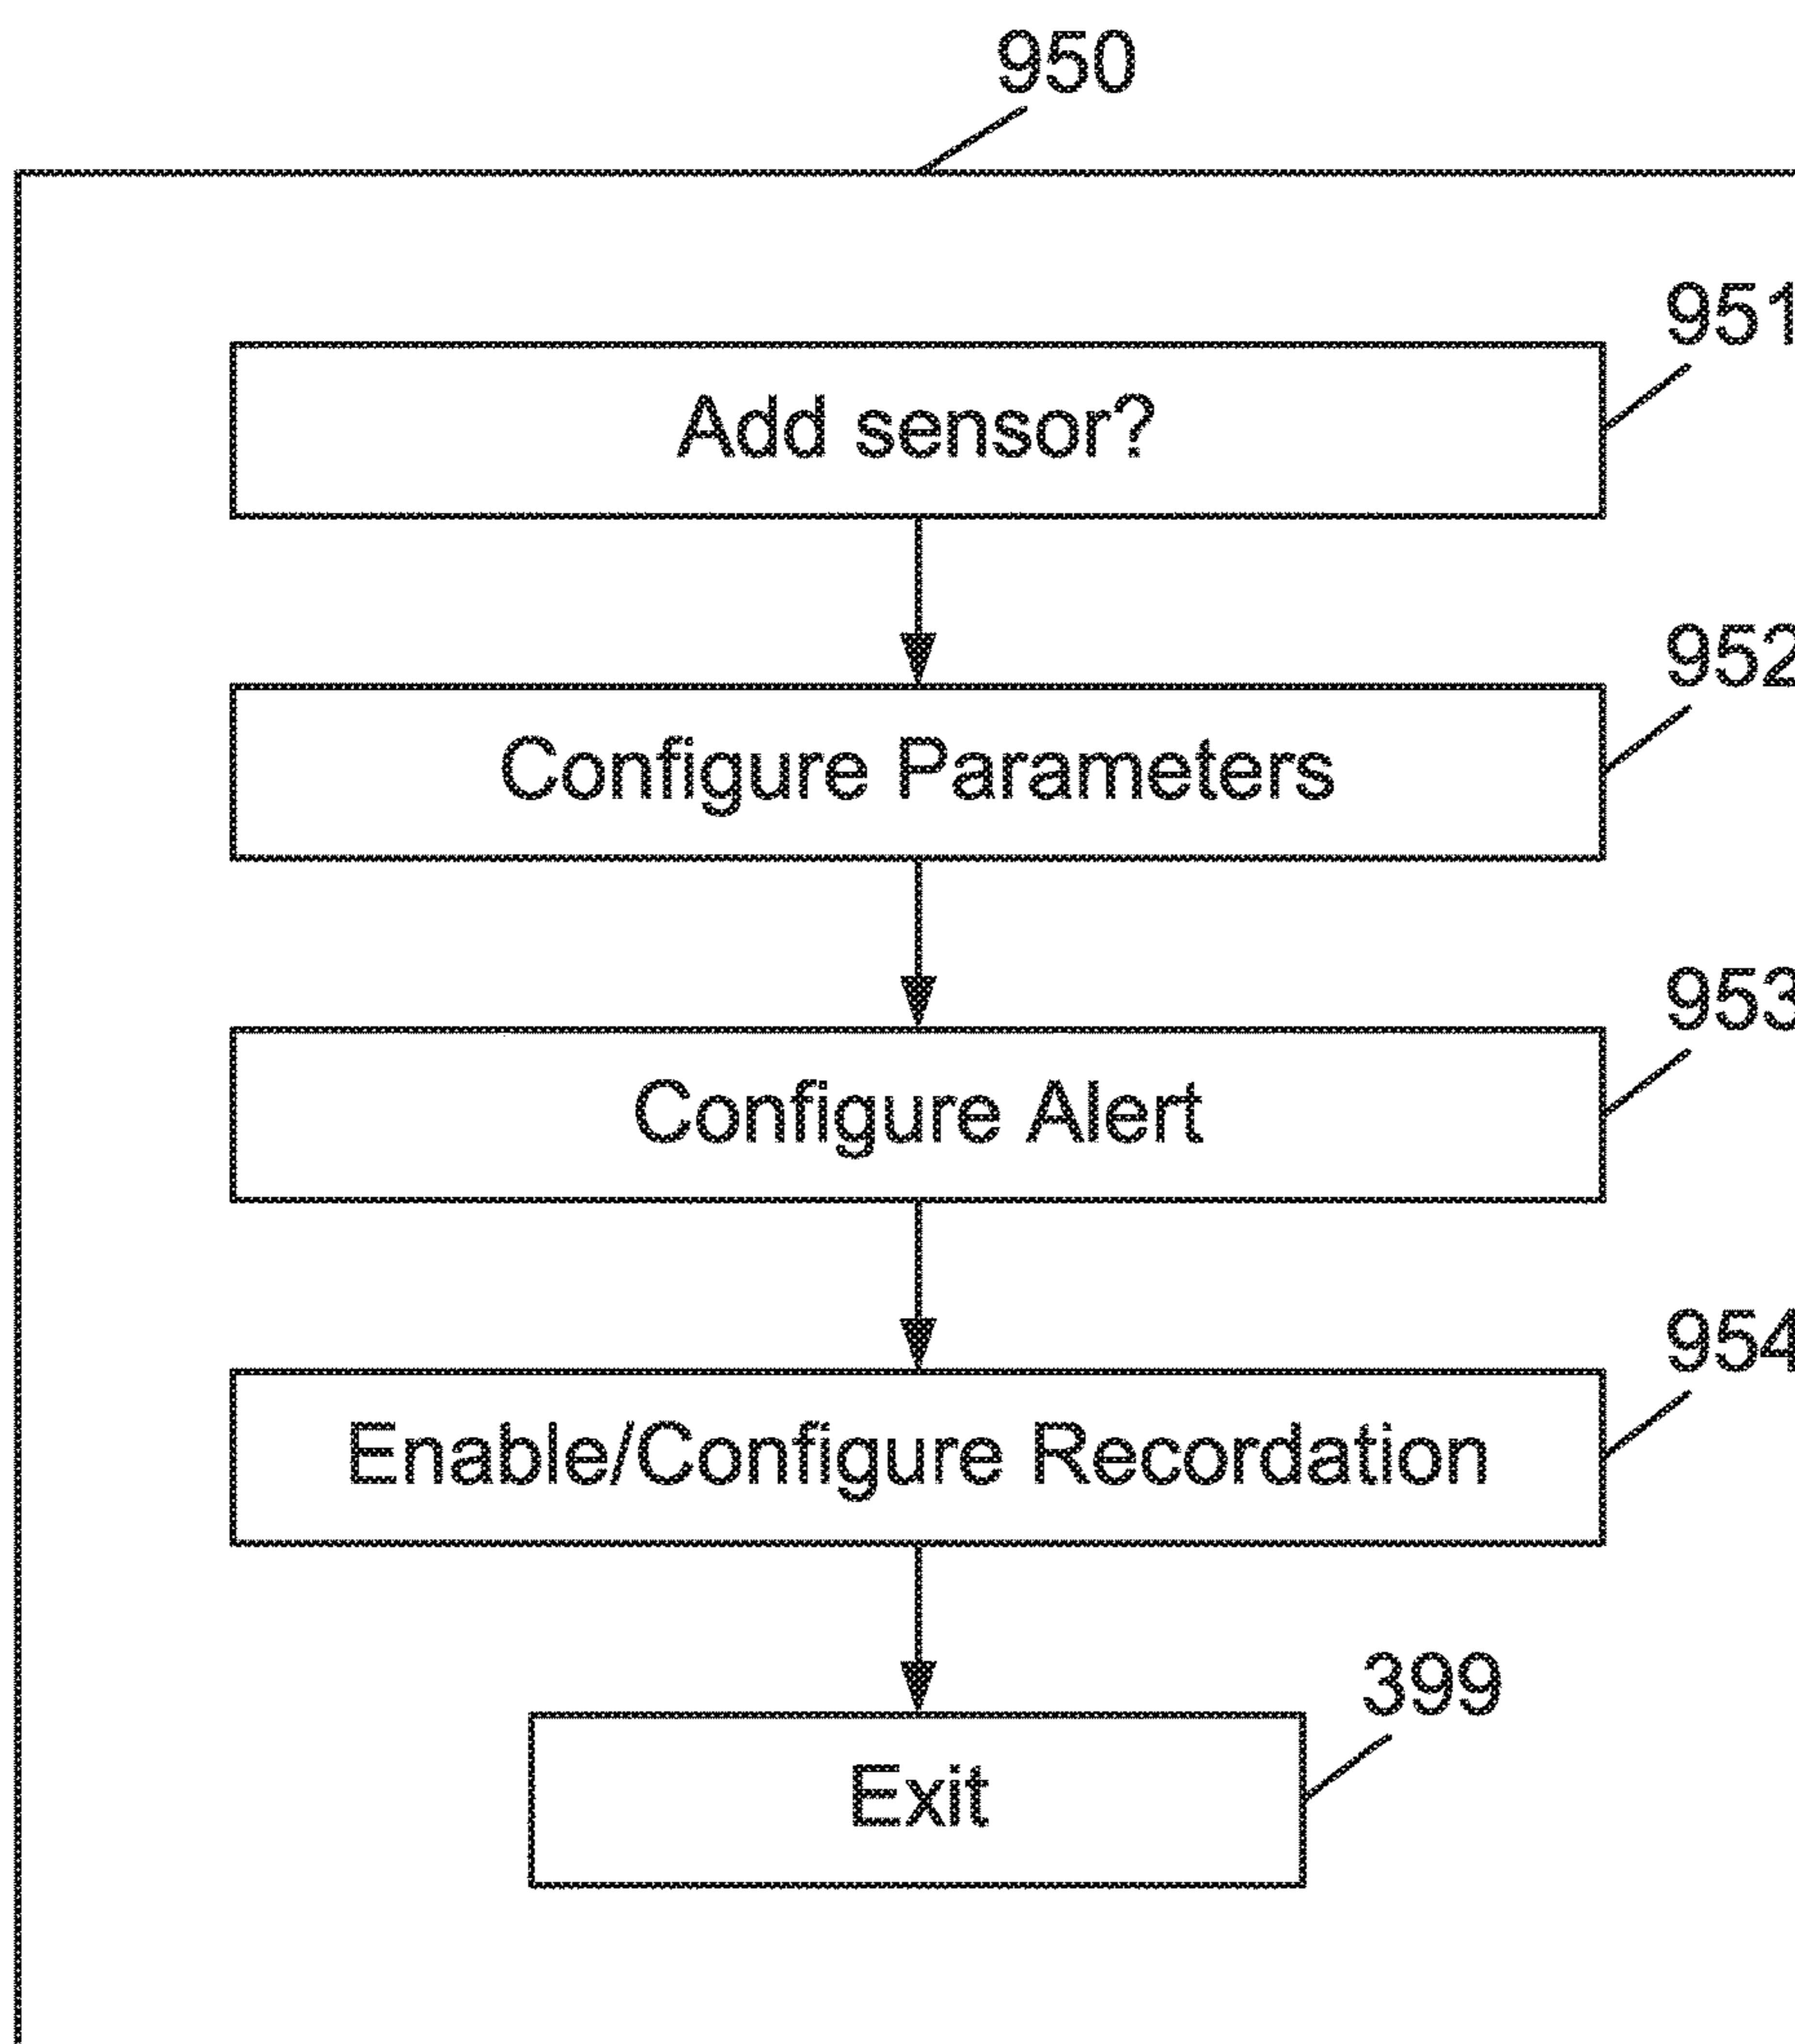 950
951
Add sensor?
952
Configure Parameters
953
Configure Alert
954
Enable/Configure Recordation
399
Exit